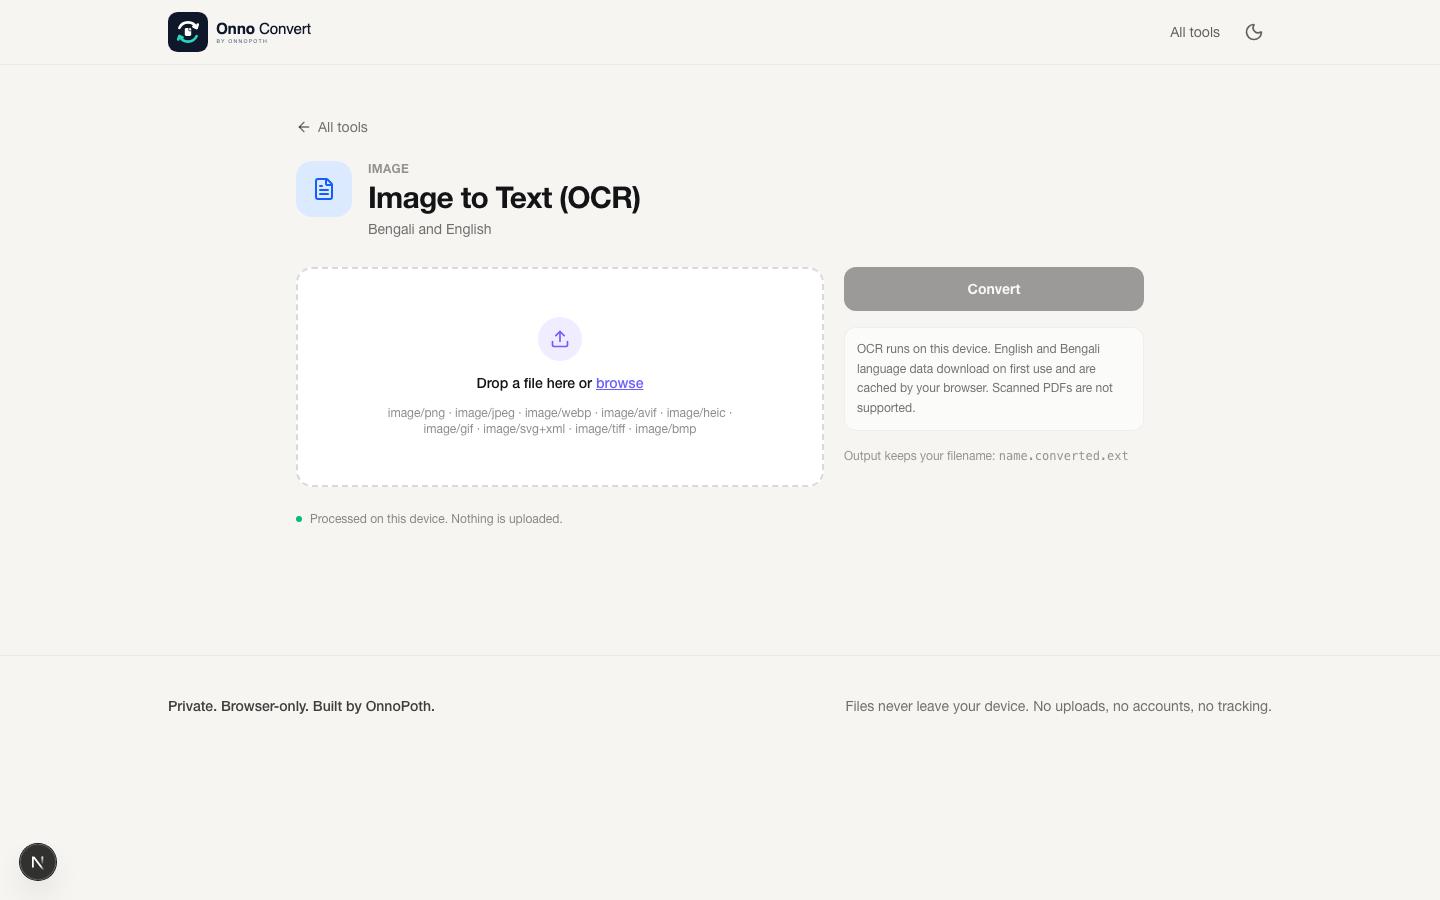 Onno Convert
BY ONNOPOTH
All tools
All tools
IMAGE
Image to Text (OCR)
Bengali and English
Drop a file here or browse
image/png · image/jpeg · image/webp · image/avif · image/heic ·
image/gif · image/svg+xml · image/tiff · image/bmp
Convert
OCR runs on this device. English and Bengali
language data download on first use and are
cached by your browser. Scanned PDFs are not
supported.
Output keeps your filename: name.converted.ext
Processed on this device. Nothing is uploaded.
Private. Browser-only. Built by OnnoPoth.
Files never leave your device. No uploads, no accounts, no tracking.
N